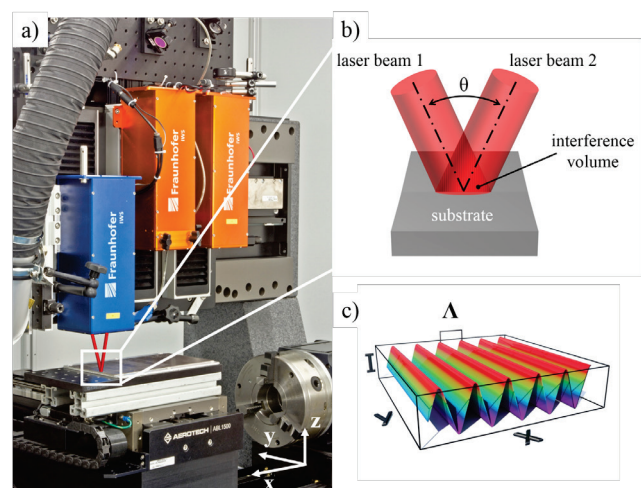 a)
Fraunhofer
IWS
Fraunhofer
IWS
Fraunhofer
IWS
AEROTECH ABL1500
z
y
x
b)
laser beam 1
laser beam 2
θ
interference
volume
substrate
c)
Λ
I
Y
X